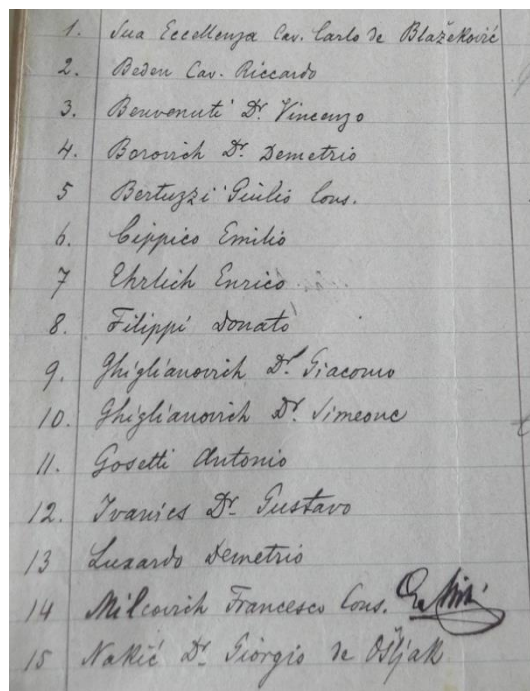 1. Sua Eccellenza Cav. Carlo de Blažeković
2. Beden Cav. Riccardo
3. Benvenuti Dr. Vincenzo
4. Borovich Dr. Demetrio
5 Bertuzzi Giulio Cons.
6. Cippico Emilio
7 Ehrlich Enrico
8. Filippi Donato
9. Ghiglianovich Dr. Giacomo
10. Ghiglianovich Dr. Simeone
11. Gosetti Antonio
12. Ivanics Dr. Gustavo
13 Luxardo Demetrio
14 Milcovich Francesco Cons.
15 Nakić Dr. Giorgio de Ošljak